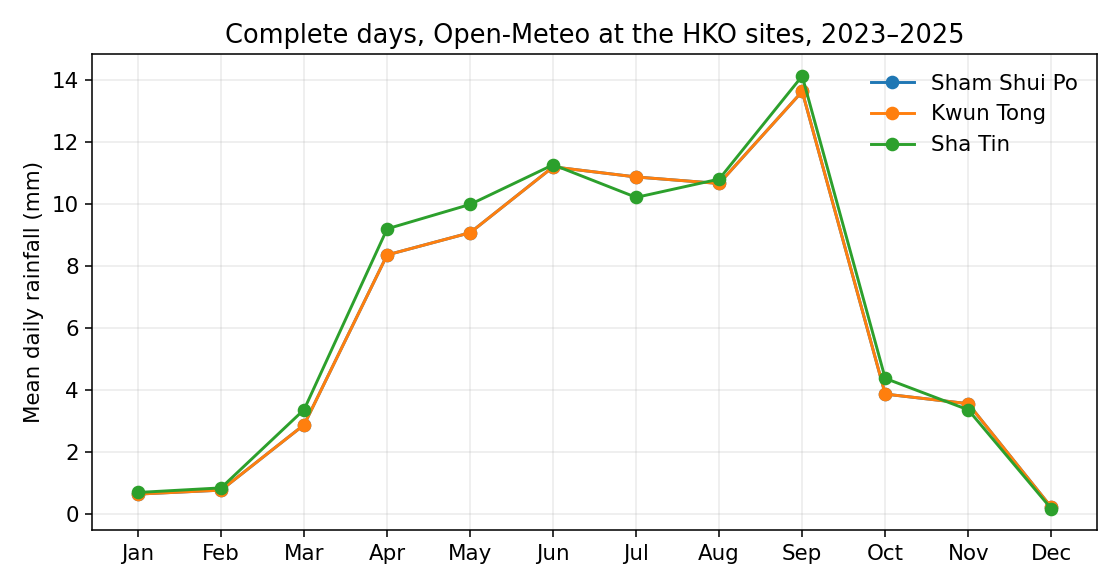 Complete days, Open-Meteo at the HKO sites, 2023–2025
Mean daily rainfall (mm)
14
12
10
8
6
4
2
0
Sham Shui Po
Kwun Tong
Sha Tin
Jan Feb Mar Apr May Jun Jul Aug Sep Oct Nov Dec